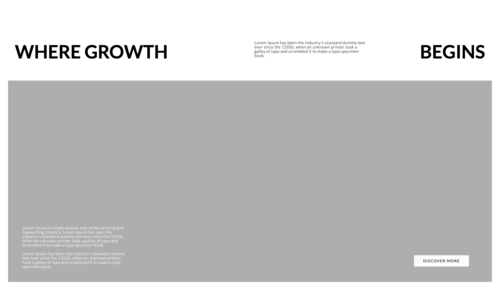 WHERE GROWTH
Lorem Ipsum has been the industry's standard dummy text
ever since the 1500s, when an unknown printer took a
galley of type and scrambled it to make a type specimen
book.
BEGINS
Lorem Ipsum is simply dummy text of the printing and
typesetting industry. Lorem Ipsum has been the
industry's standard dummy text ever since the 1500s,
when an unknown printer took a galley of type and
scrambled it to make a type specimen book.
Lorem Ipsum has been the industry's standard dummy text
ever since the 1500s, when an unknown printer took a
galley of type and scrambled it to make a type specimen
book.
DISCOVER MORE